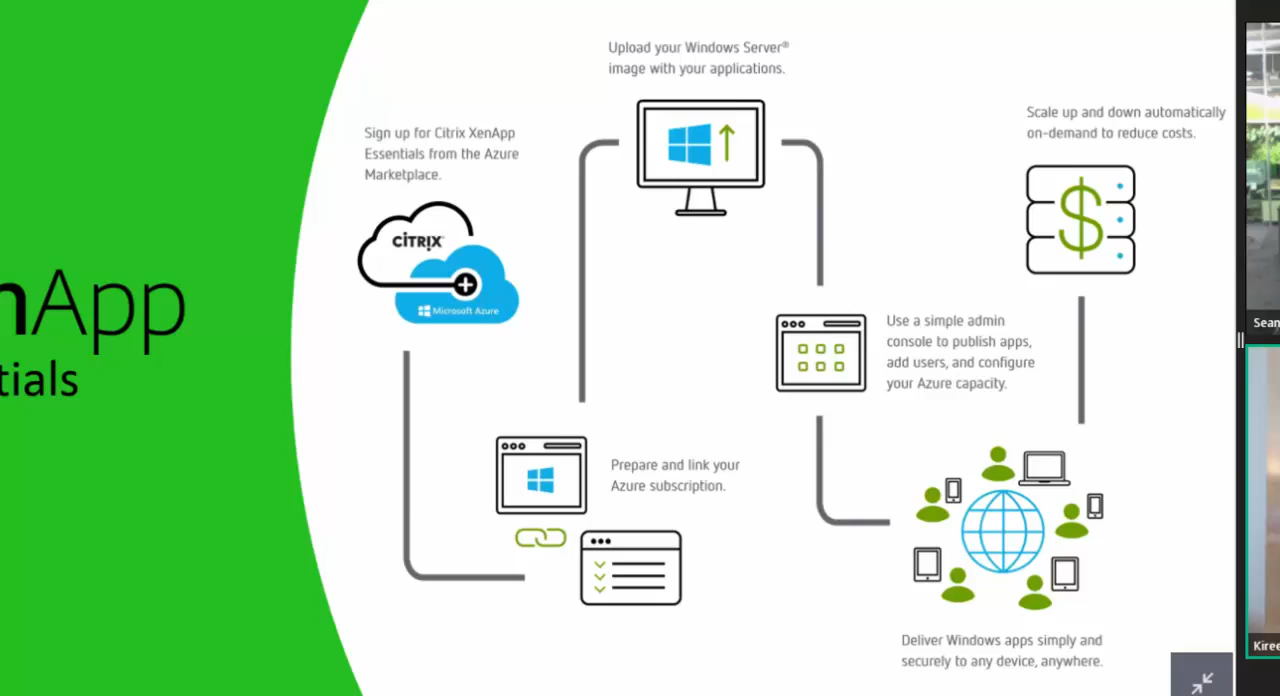 nApp
tials
Sign up for Citrix XenApp
Essentials from the Azure
Marketplace.
CITRIX
Microsoft Azure
Prepare and link your
Azure subscription.
Upload your Windows Server®
image with your applications.
Use a simple admin
console to publish apps,
add users, and configure
your Azure capacity.
Deliver Windows apps simply and
securely to any device, anywhere.
Scale up and down automatically
on-demand to reduce costs.
$
Sean
Kiree